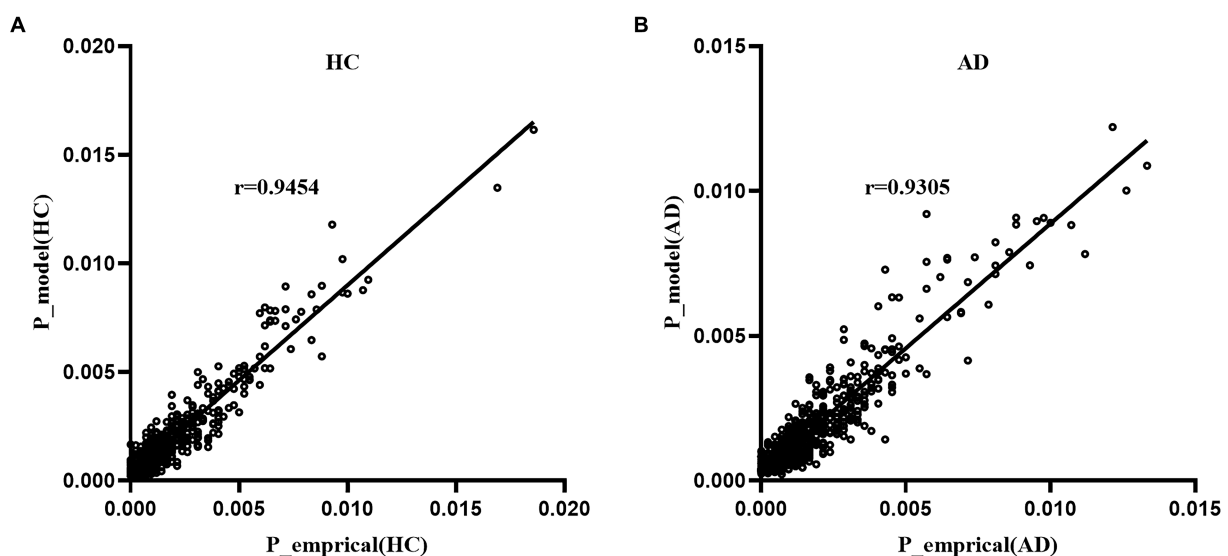 A
HC
r=0.9454
P_model(HC)
0.020
0.015
0.010
0.005
0.000
0.000 0.005 0.010 0.015 0.020
P_emprical(HC)
B
AD
r=0.9305
P_model(AD)
0.015
0.010
0.005
0.000
0.000 0.005 0.010 0.015
P_emprical(AD)